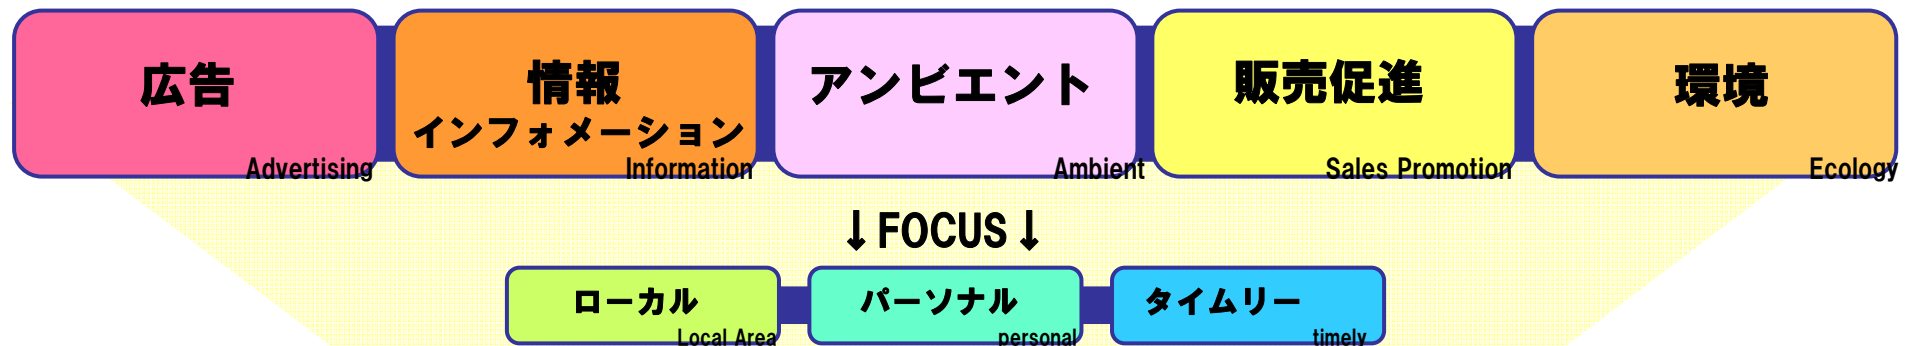 広告
Advertising
情報
インフォメーション
Information
アンビエント
Ambient
販売促進
Sales Promotion
環境
Ecology
↓FOCUS↓
ローカル
Local Area
パーソナル
personal
タイムリー
timely